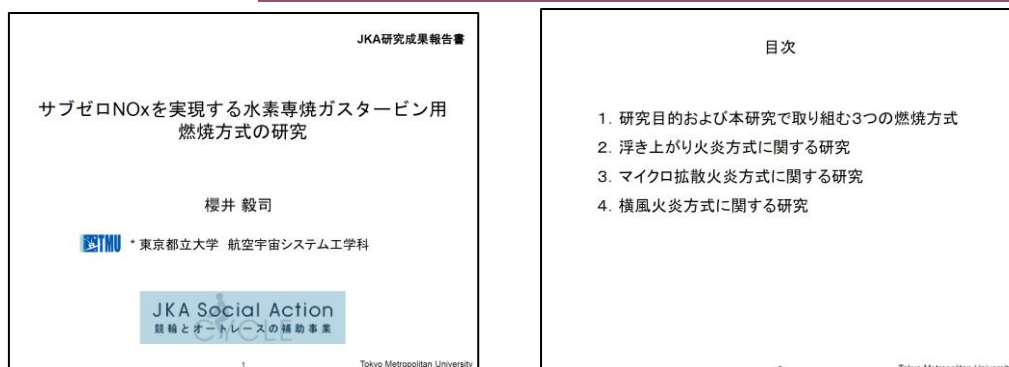 JKA研究成果報告書
サブゼロNOxを実現する水素専焼ガスタービン用
燃焼方式の研究
櫻井 毅司
TMU * 東京都立大学 航空宇宙システム工学科
JKA Social Action
競輪とオートレースの補助事業
CYCLE
1 Tokyo Metropolitan University
目次
1. 研究目的および本研究で取り組む3つの燃焼方式
2. 浮き上がり火炎方式に関する研究
3. マイクロ拡散火炎方式に関する研究
4. 横風火炎方式に関する研究
Tokyo Metropolitan University